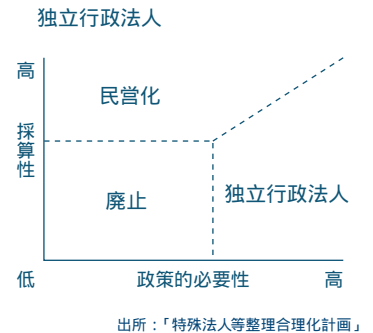 独立行政法人
高
民営化
採算性
廃止
独立行政法人
低
政策的必要性
高
出所：「特殊法人等整理合理化計画」